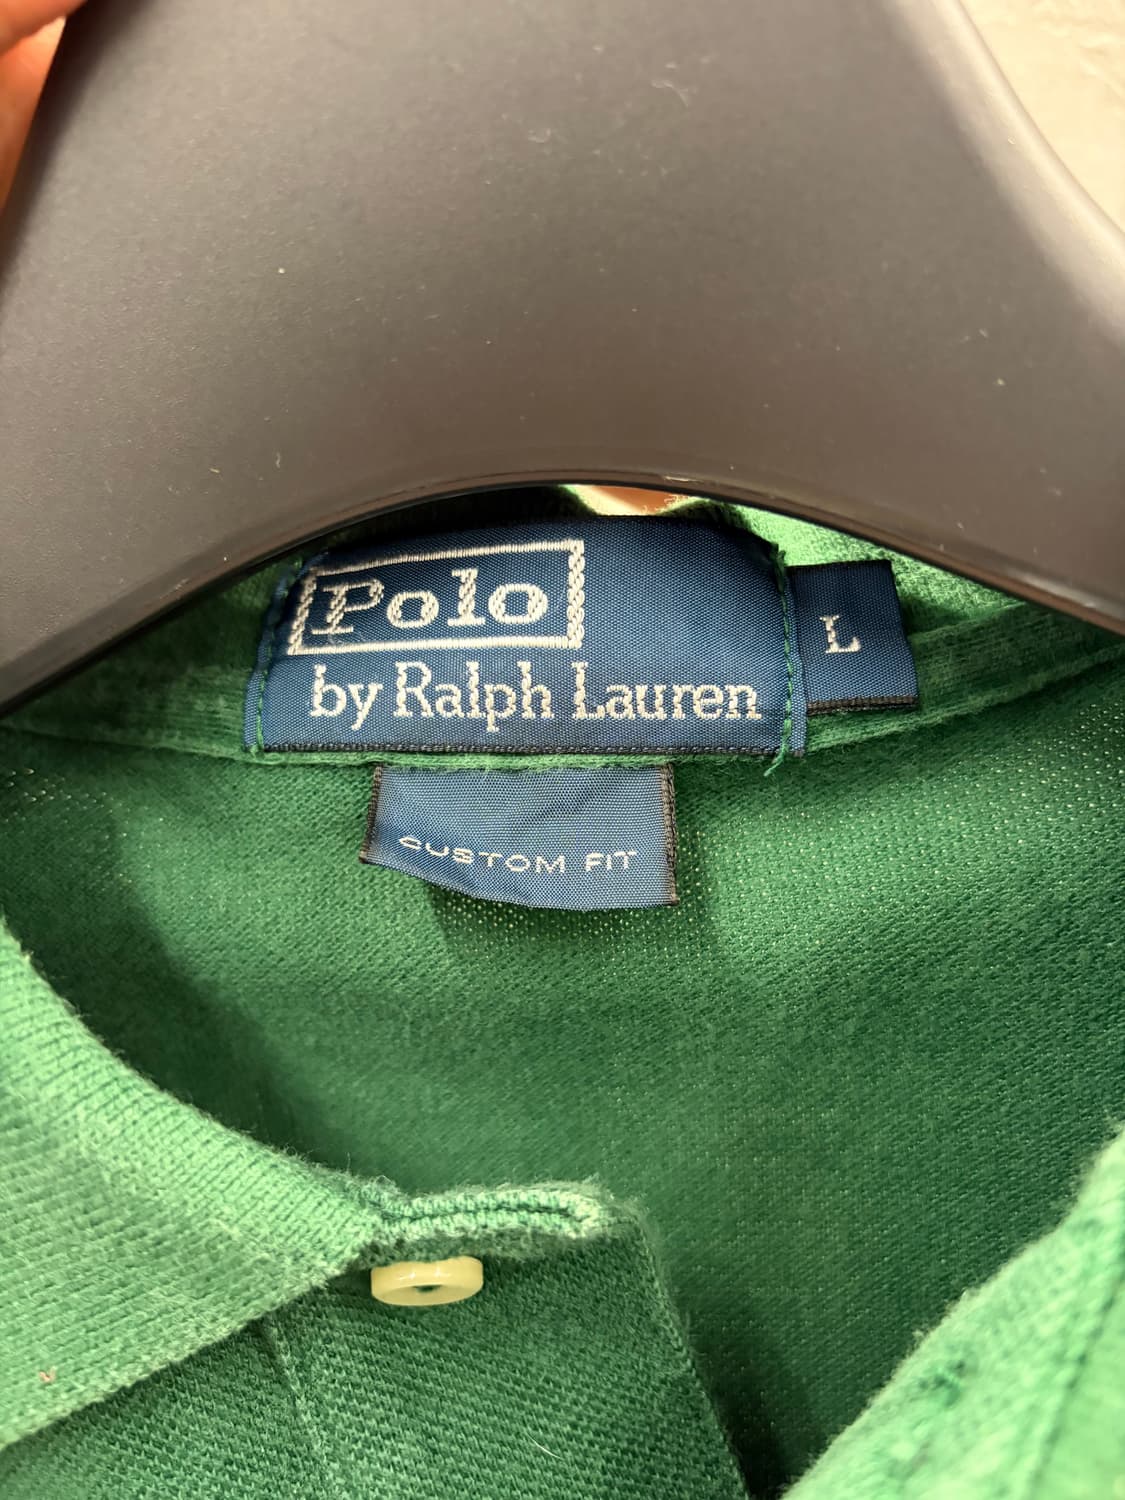 Polo
by Ralph Lauren
L
CUSTOM FIT